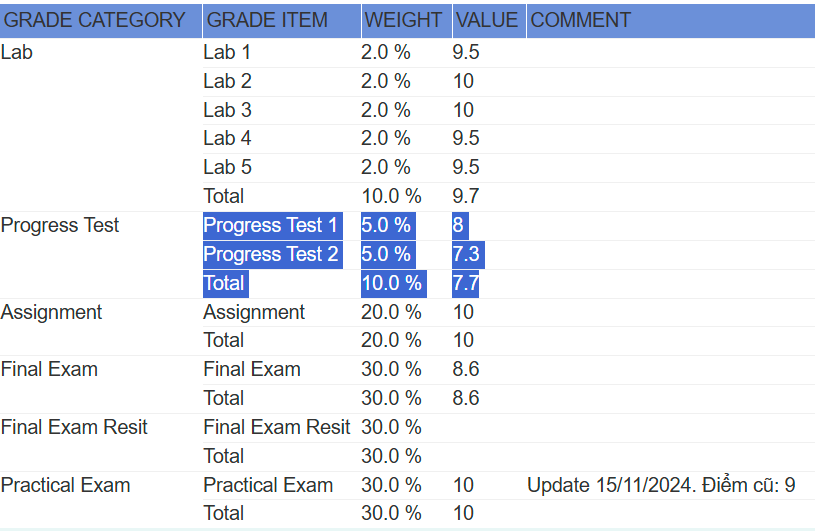 GRADE CATEGORY GRADE ITEM WEIGHT VALUE COMMENT
Lab Lab 1 2.0 % 9.5
Lab 2 2.0 % 10
Lab 3 2.0 % 10
Lab 4 2.0 % 9.5
Lab 5 2.0 % 9.5
Total 10.0 % 9.7
Progress Test Progress Test 1 5.0 % 8
Progress Test 2 5.0 % 7.3
Total 10.0 % 7.7
Assignment Assignment 20.0 % 10
Total 20.0 % 10
Final Exam Final Exam 30.0 % 8.6
Total 30.0 % 8.6
Final Exam Resit Final Exam Resit 30.0 %
Total 30.0 %
Practical Exam Practical Exam 30.0 % 10 Update 15/11/2024. Điểm cũ: 9
Total 30.0 % 10